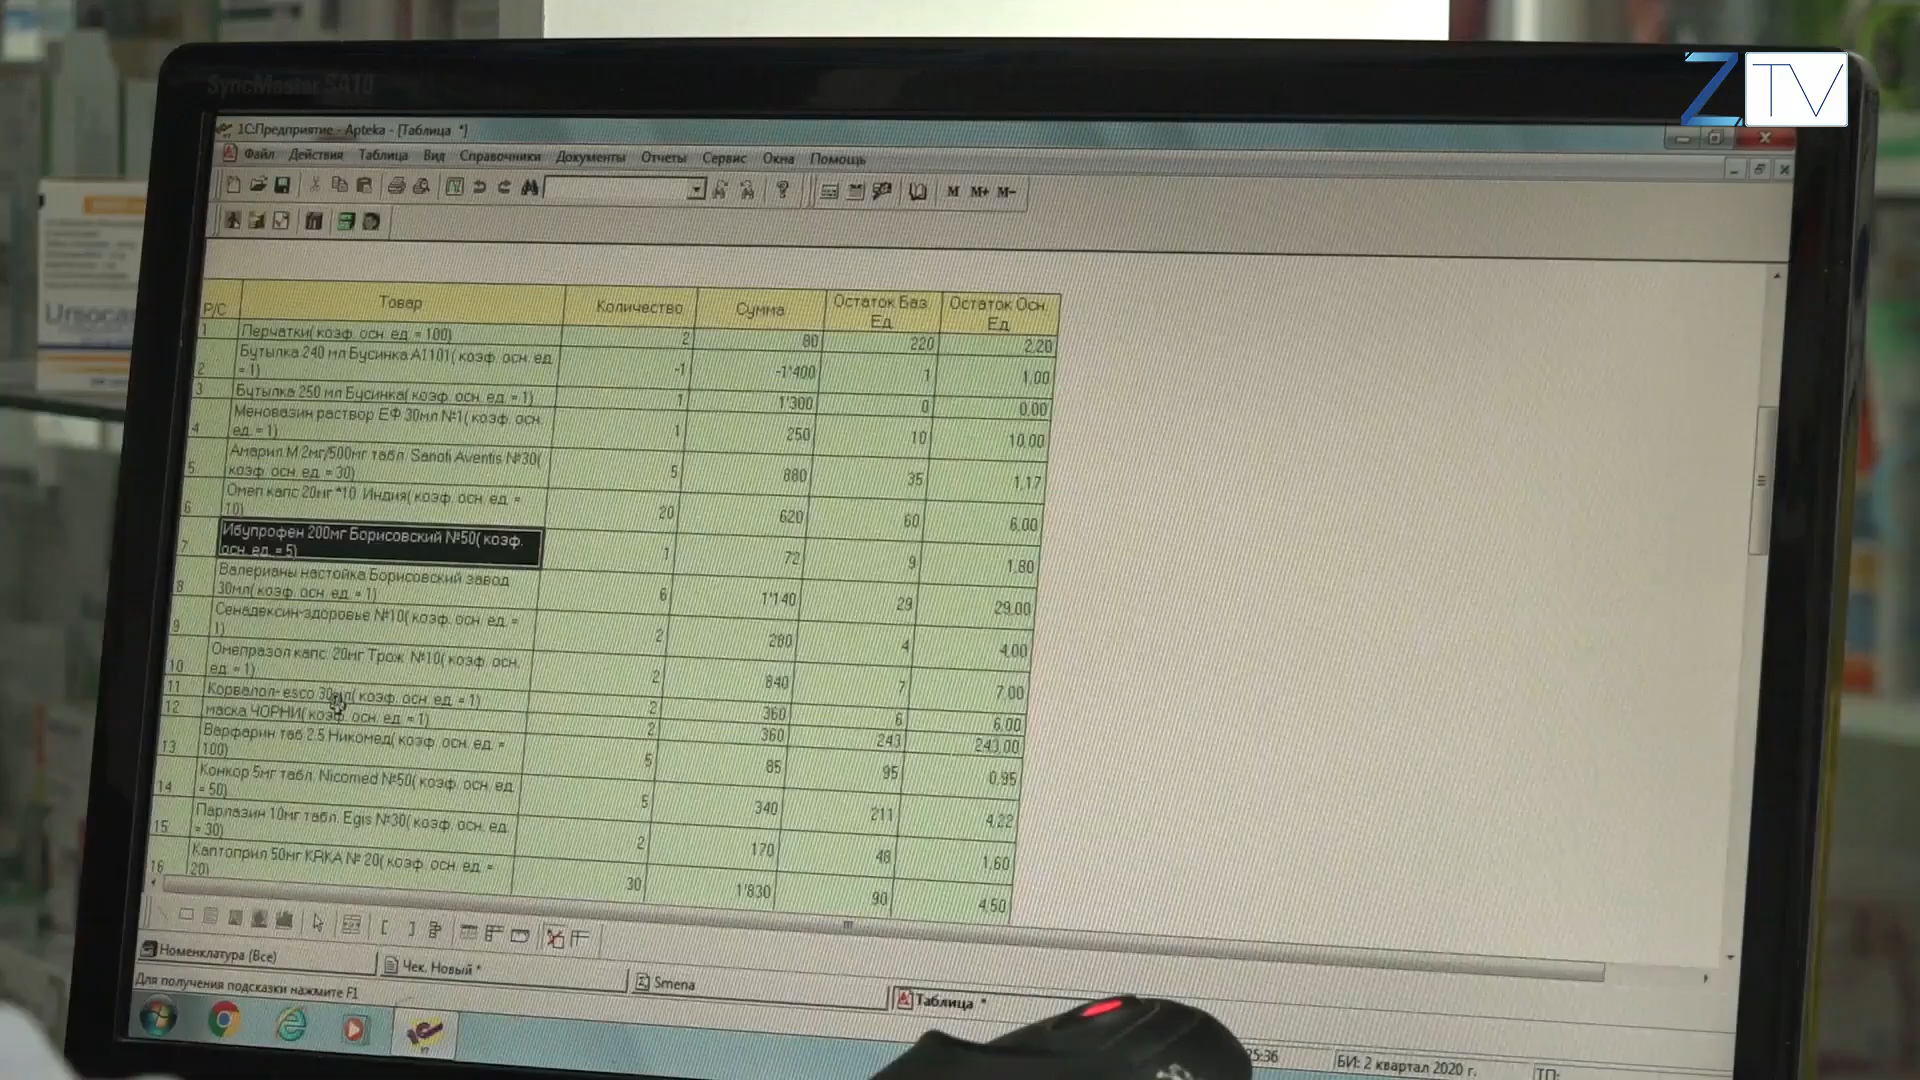 ZTV
SyncMaster SA10
1С:Предприятие - Apteka - [Таблица *]
Файл Действия Таблица Вид Справочники Документы Отчеты Сервис Окна Помощь
M M+ M-
Ursocas
Р/С Товар Количество Сумма Остаток Баз. Ед. Остаток Осн. Ед.
1 Перчатки( коэф. осн. ед. = 100) 2 80 220 2,20
2 Бутылка 240 мл Бусинка А1101( коэф. осн. ед. = 1) -1 -1'400 1 1,00
3 Бутылка 250 мл Бусинка( коэф. осн. ед. = 1) 1 1'300 0 0,00
4 Меновазин раствор ЕФ 30мл №1( коэф. осн. ед. = 1) 1 250 10 10,00
5 Амарил М 2мг/500мг табл. Sanofi Aventis №30( коэф. осн. ед. = 30) 5 880 35 1,17
6 Омеп капс 20мг *10 Индия( коэф. осн. ед. = 10) 20 620 60 6,00
7 Ибупрофен 200мг Борисовский №50( коэф. осн. ед. = 5) 1 72 9 1,80
8 Валерианы настойка Борисовский завод 30мл( коэф. осн. ед. = 1) 6 1'140 29 29,00
9 Сенадексин-здоровье №10( коэф. осн. ед. = 1) 2 280 4 4,00
10 Омепразол капс. 20мг Трож. №10( коэф. осн. ед. = 1) 2 840 7 7,00
11 Корвалол- esco 30мл( коэф. осн. ед. = 1) 2 360 6 6,00
12 маска ЧОРНИ( коэф. осн. ед. = 1) 2 360 243 243,00
13 Варфарин таб 2.5 Никомед( коэф. осн. ед. = 100) 5 85 95 0,95
14 Конкор 5мг табл. Nicomed №50( коэф. осн. ед. = 50) 5 340 211 4,22
15 Парлазин 10мг табл. Egis №30( коэф. осн. ед. = 30) 2 170 48 1,60
16 Каптоприл 50мг KRKA № 20( коэф. осн. ед. = 20) 30 1'830 90 4,50
Номенклатура (Все) Чек. Новый * Smena Таблица *
Для получения подсказки нажмите F1
25:36 БИ: 2 квартал 2020 г. ТП: